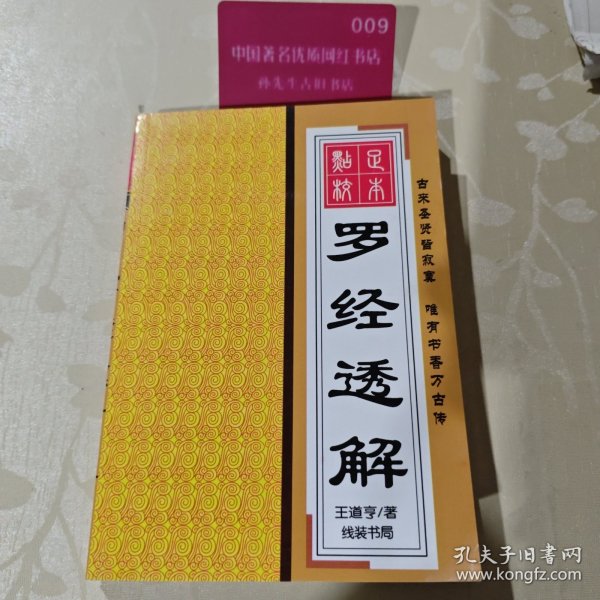 009
中国著名优质网红书店
孙先生古旧书店
足本
點校
罗经透解
古来圣贤皆寂寞 唯有书香万古传
王道亨/著
线装书局
孔夫子旧书网
www.kongfz.com